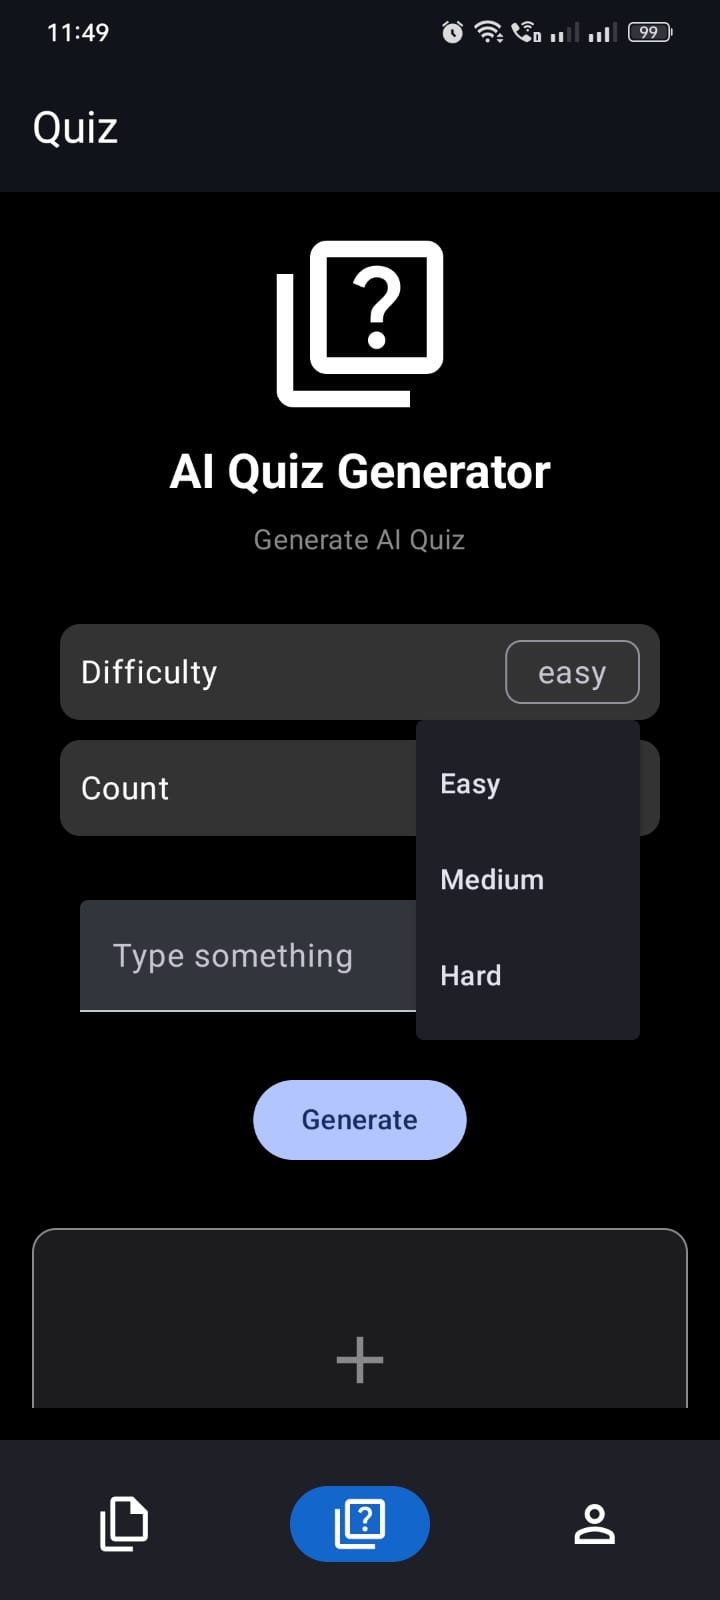 11:49
99
Quiz
?
AI Quiz Generator
Generate AI Quiz
Difficulty
easy
Count
Easy
Medium
Hard
Type something
Generate
?